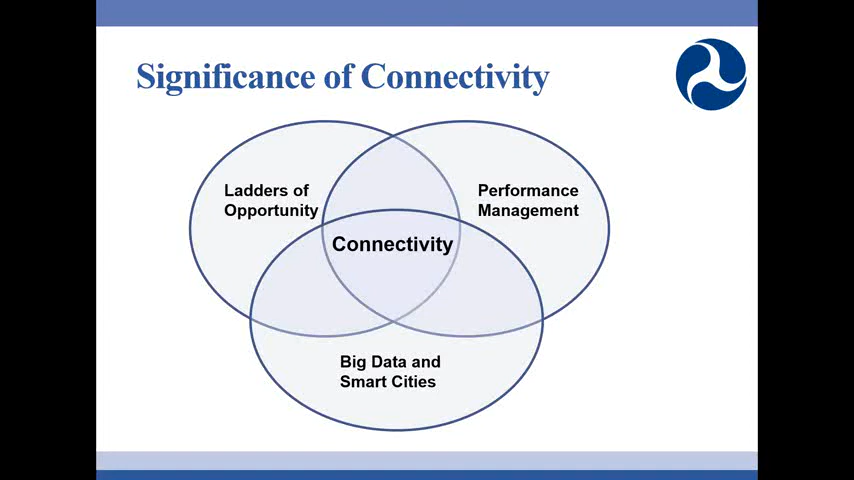 Significance of Connectivity
Ladders of
Opportunity
Performance
Management
Connectivity
Big Data and
Smart Cities